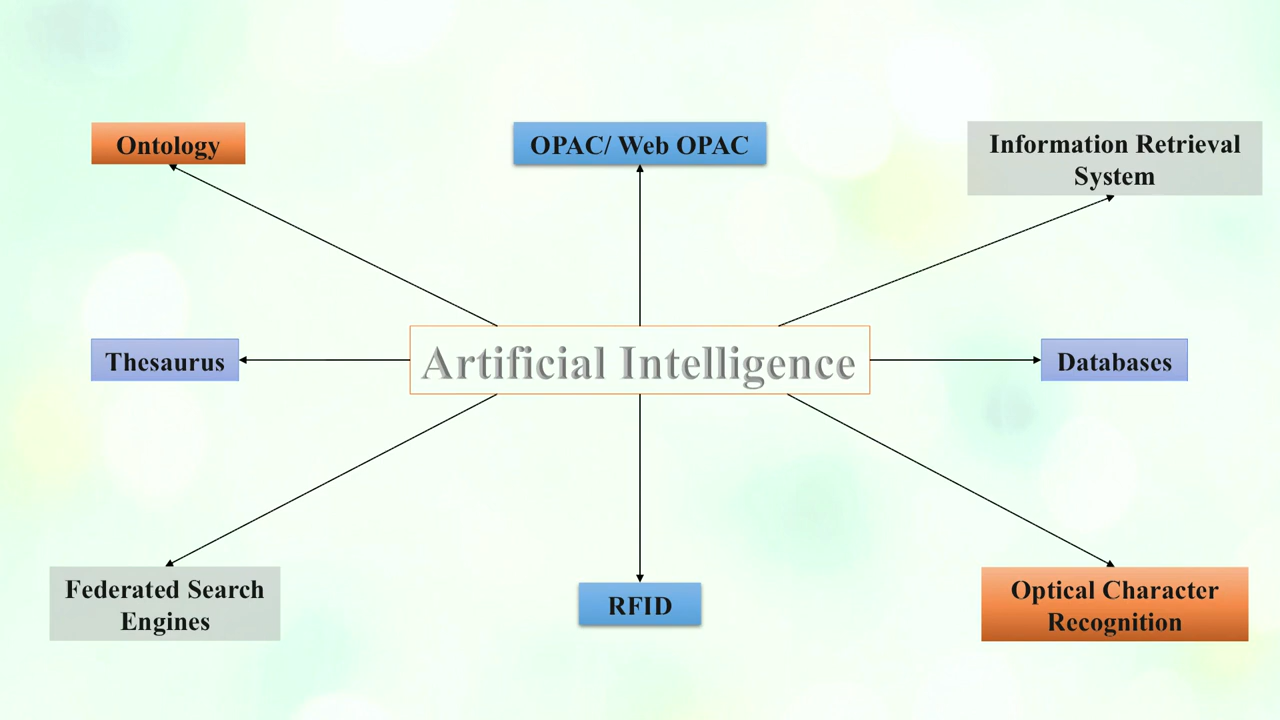 Ontology
OPAC/ Web OPAC
Information Retrieval
System
Thesaurus
Artificial Intelligence
Databases
Federated Search
Engines
RFID
Optical Character
Recognition